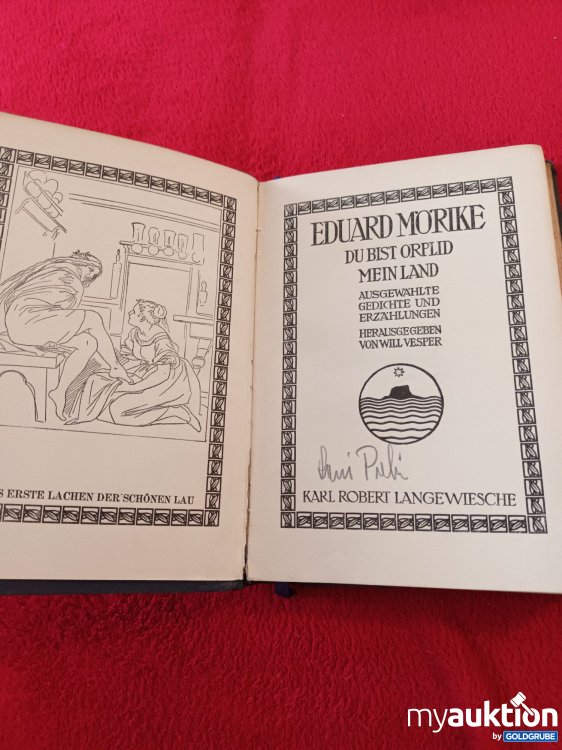 S ERSTE LACHEN DER SCHÖNEN LAU
EDUARD MÖRIKE
DU BIST ORPLID
MEIN LAND
AUSGEWÄHLTE
GEDICHTE UND
ERZÄHLUNGEN
HERAUSGEGEBEN
VON WILL VESPER
KARL ROBERT LANGEWIESCHE
myauktion
by GOLDGRUBE